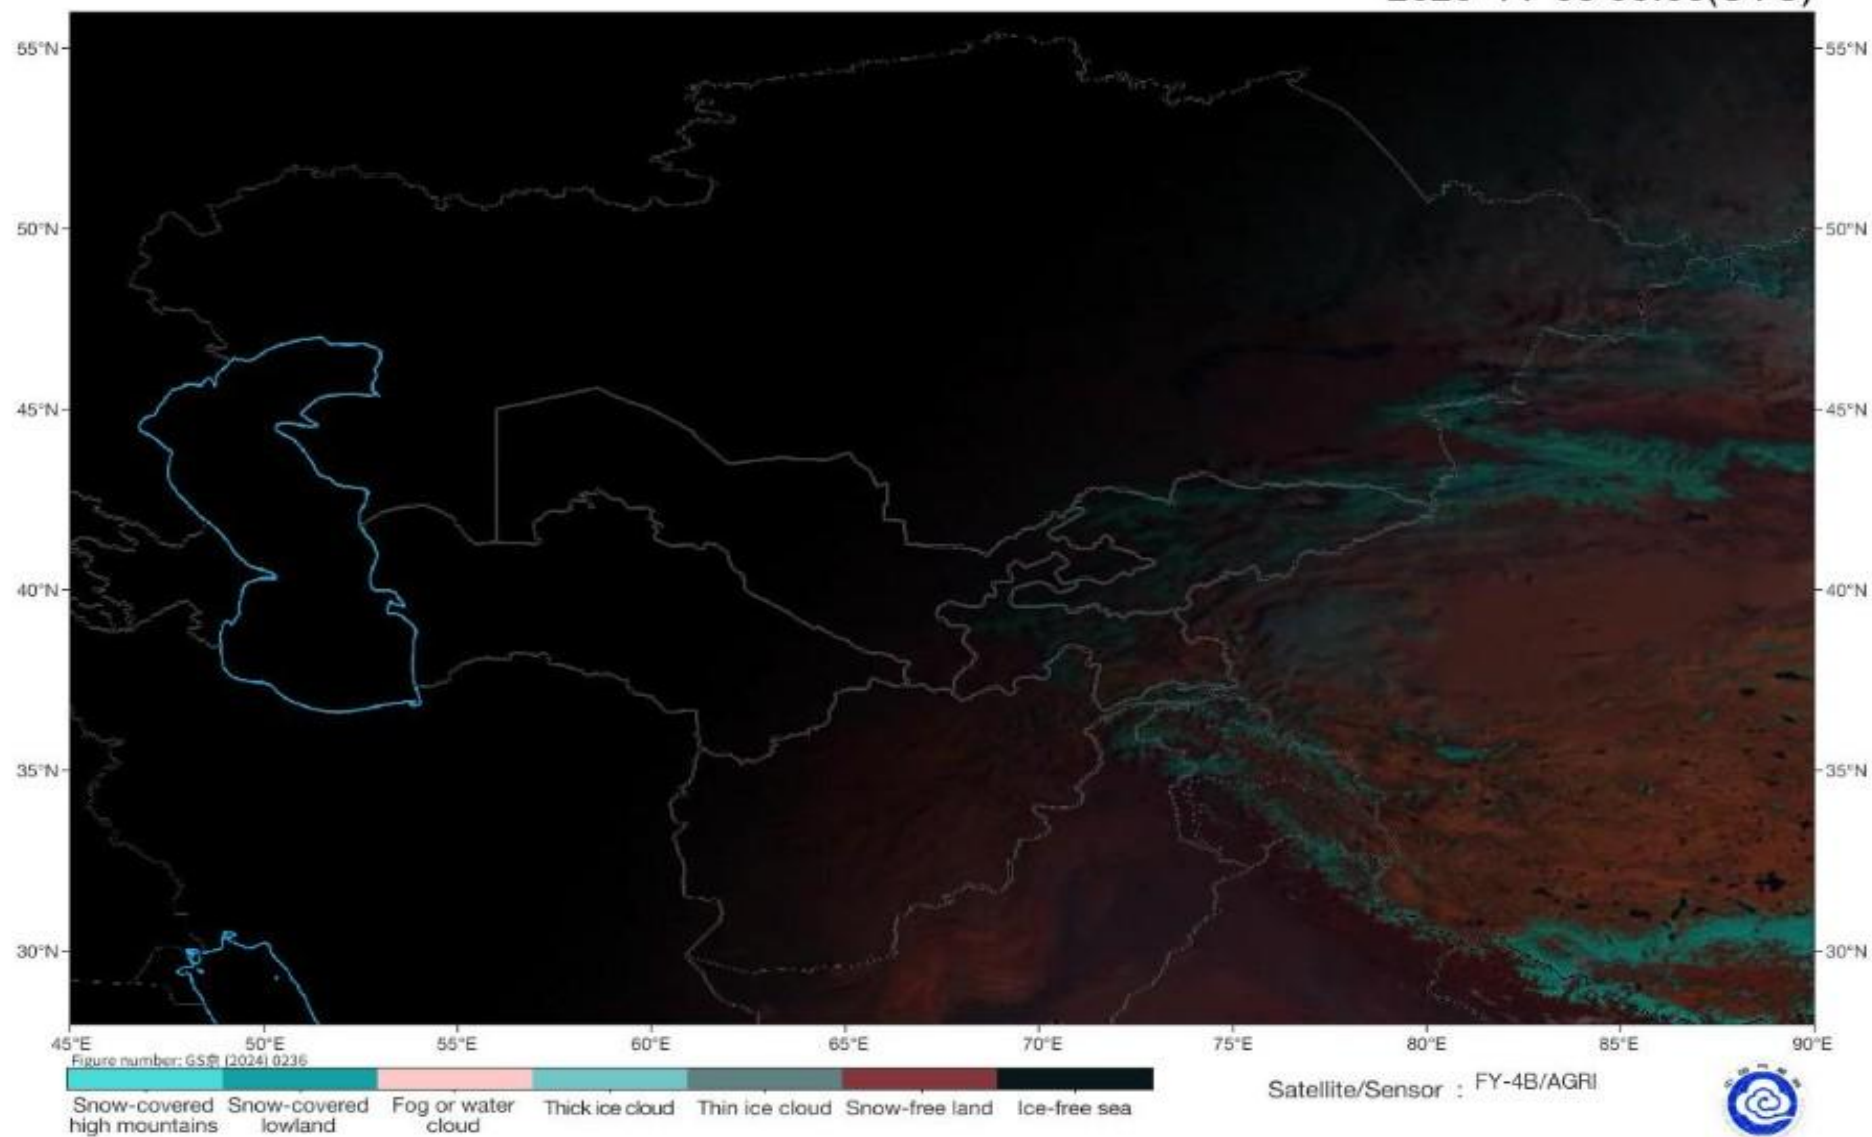 55°N
55°N
50°N
50°N
45°N
45°N
40°N
40°N
35°N
35°N
30°N
30°N
45°E
50°E
55°E
60°E
65°E
70°E
75°E
80°E
85°E
90°E
Figure number: GS京 (2024) 0236
Snow-covered
high mountains
Snow-covered
lowland
Fog or water
cloud
Thick ice cloud
Thin ice cloud
Snow-free land
Ice-free sea
Satellite/Sensor : FY-4B/AGRI